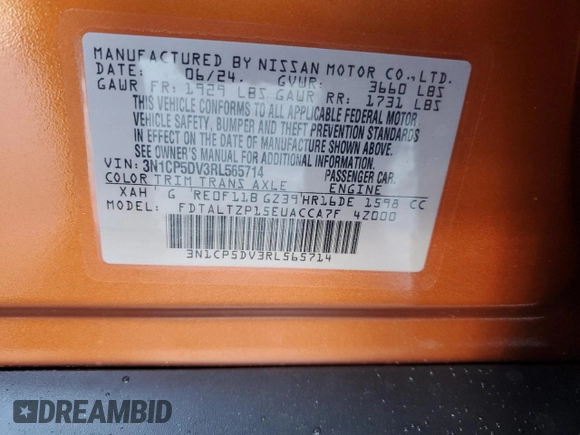 MANUFACTURED BY NISSAN MOTOR CO., LTD.
DATE: 06/24. GVWR: 3660 LBS
GAWR FR: 1929 LBS GAWR RR: 1731 LBS
THIS VEHICLE CONFORMS TO ALL APPLICABLE FEDERAL MOTOR
VEHICLE SAFETY, BUMPER AND THEFT PREVENTION STANDARDS
IN EFFECT ON THE DATE OF MANUFACTURE SHOWN ABOVE.
SEE OWNER'S MANUAL FOR ADDITIONAL INFORMATION.
VIN: 3N1CP5DV3RL565714 PASSENGER CAR.
COLOR TRIM TRANS AXLE ENGINE
XAH G RE0F11B GZ39 HR16DE 1598 CC
MODEL: FDTALTZP15EUACCA7F 4Z000
3N1CP5DV3RL565714
DREAMBID